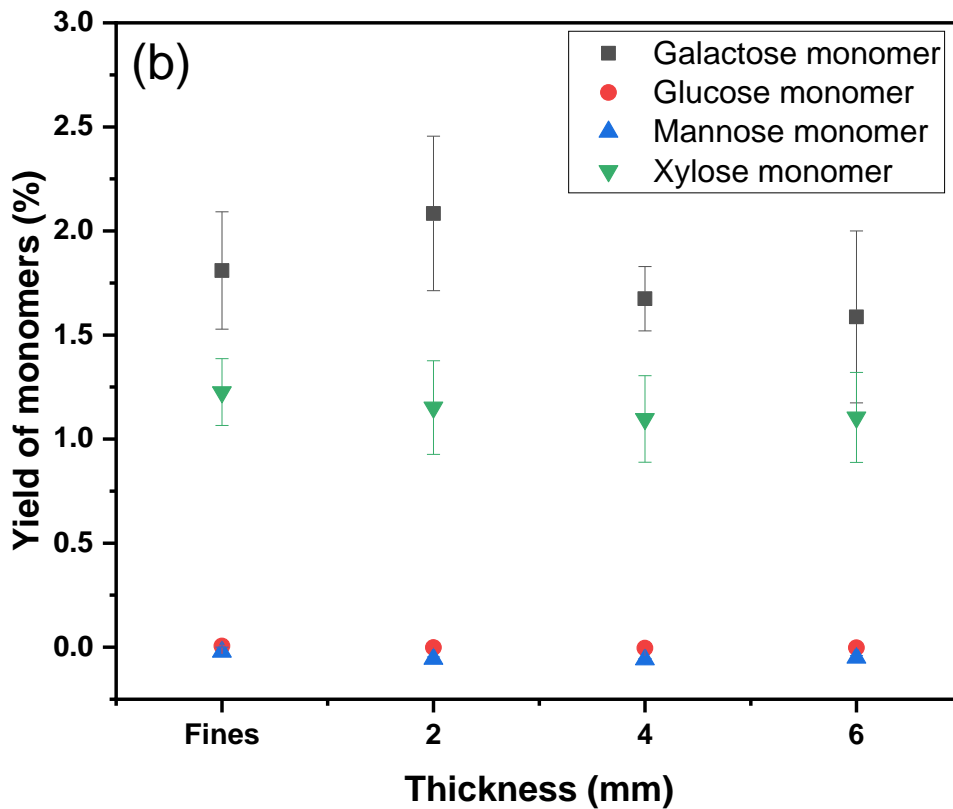 (b)
Galactose monomer
Glucose monomer
Mannose monomer
Xylose monomer
Yield of monomers (%)
3.0
2.5
2.0
1.5
1.0
0.5
0.0
Fines 2 4 6
Thickness (mm)